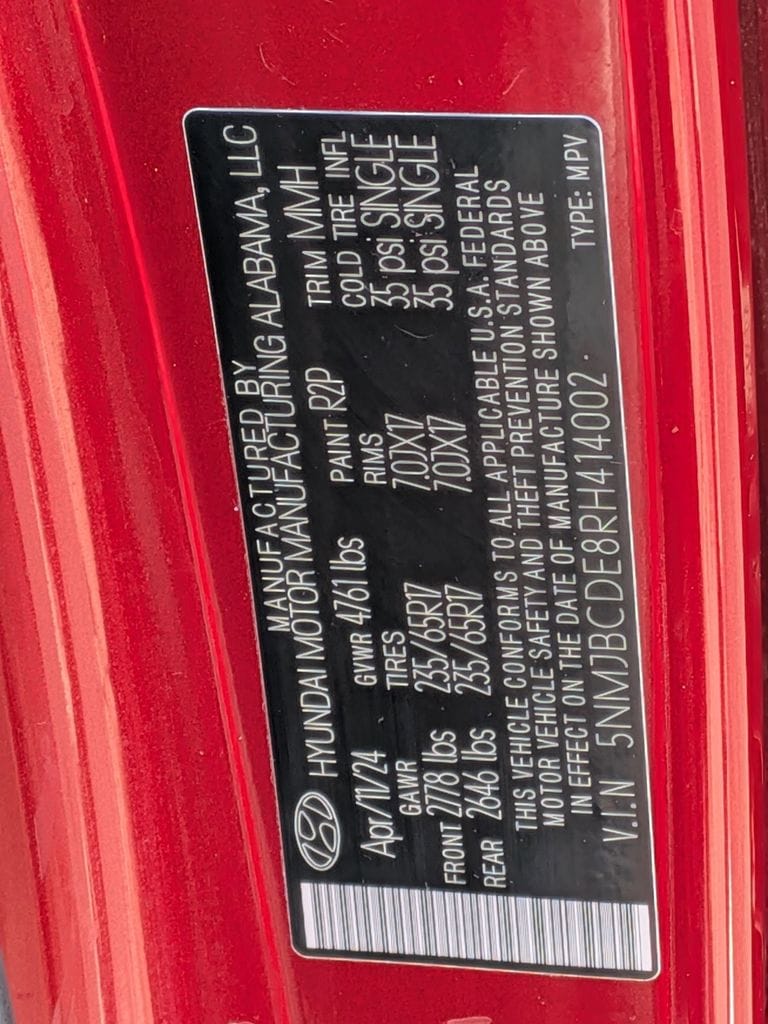 MANUFACTURED BY
HYUNDAI MOTOR MANUFACTURING ALABAMA, LLC
Apr/11/24 GVWR 4761 lbs PAINT R2P TRIM MMH
GAWR TIRES RIMS COLD TIRE INFL
FRONT 2778 lbs 235/65R17 7.0JX17 35 psi SINGLE
REAR 2646 lbs 235/65R17 7.0JX17 35 psi SINGLE
THIS VEHICLE CONFORMS TO ALL APPLICABLE U.S.A. FEDERAL
MOTOR VEHICLE SAFETY AND THEFT PREVENTION STANDARDS
IN EFFECT ON THE DATE OF MANUFACTURE SHOWN ABOVE
V.I.N 5NMJBCDE8RH414002 TYPE: MPV